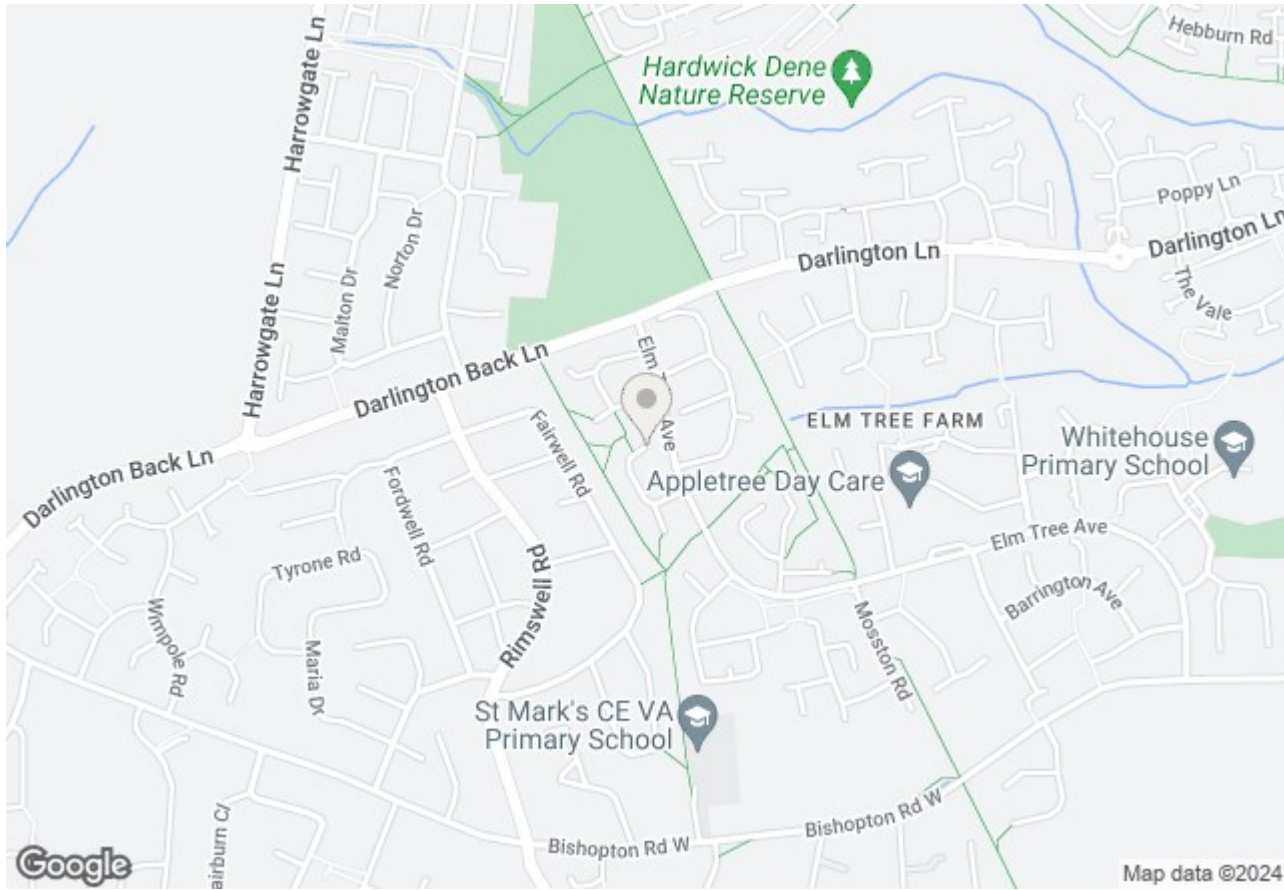 Harrowgate Ln
Hebburn Rd
Hardwick Dene
Nature Reserve
Poppy Ln
Norton Dr
Darlington Ln
Darlington Ln
Harrowgate Ln
Malton Dr
The Vale
Elm
Ave
Darlington Back Ln
Fairwell Rd
ELM TREE FARM
Whitehouse
Primary School
Darlington Back Ln
Fordwell Rd
Appletree Day Care
Tyrone Rd
Rimswell Rd
Elm Tree Ave
Barrington Ave
Wimpole Rd
Maria Dr
Mosston Rd
St Mark's CE VA
Primary School
Bishopton Rd W
Bishopton Rd W
Google
Map data ©2024